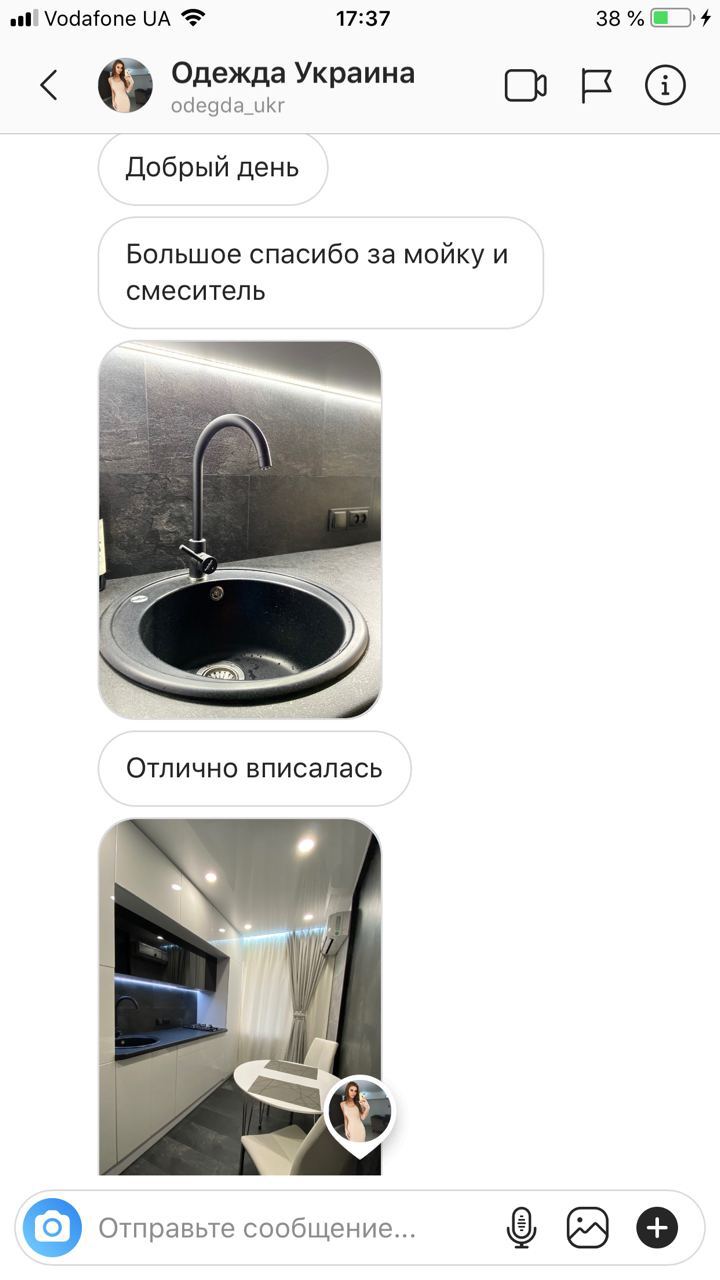 Vodafone UA 17:37 38 %
Одежда Украина
odegda_ukr
Добрый день
Большое спасибо за мойку и
смеситель
Отлично вписалась
Отправьте сообщение...